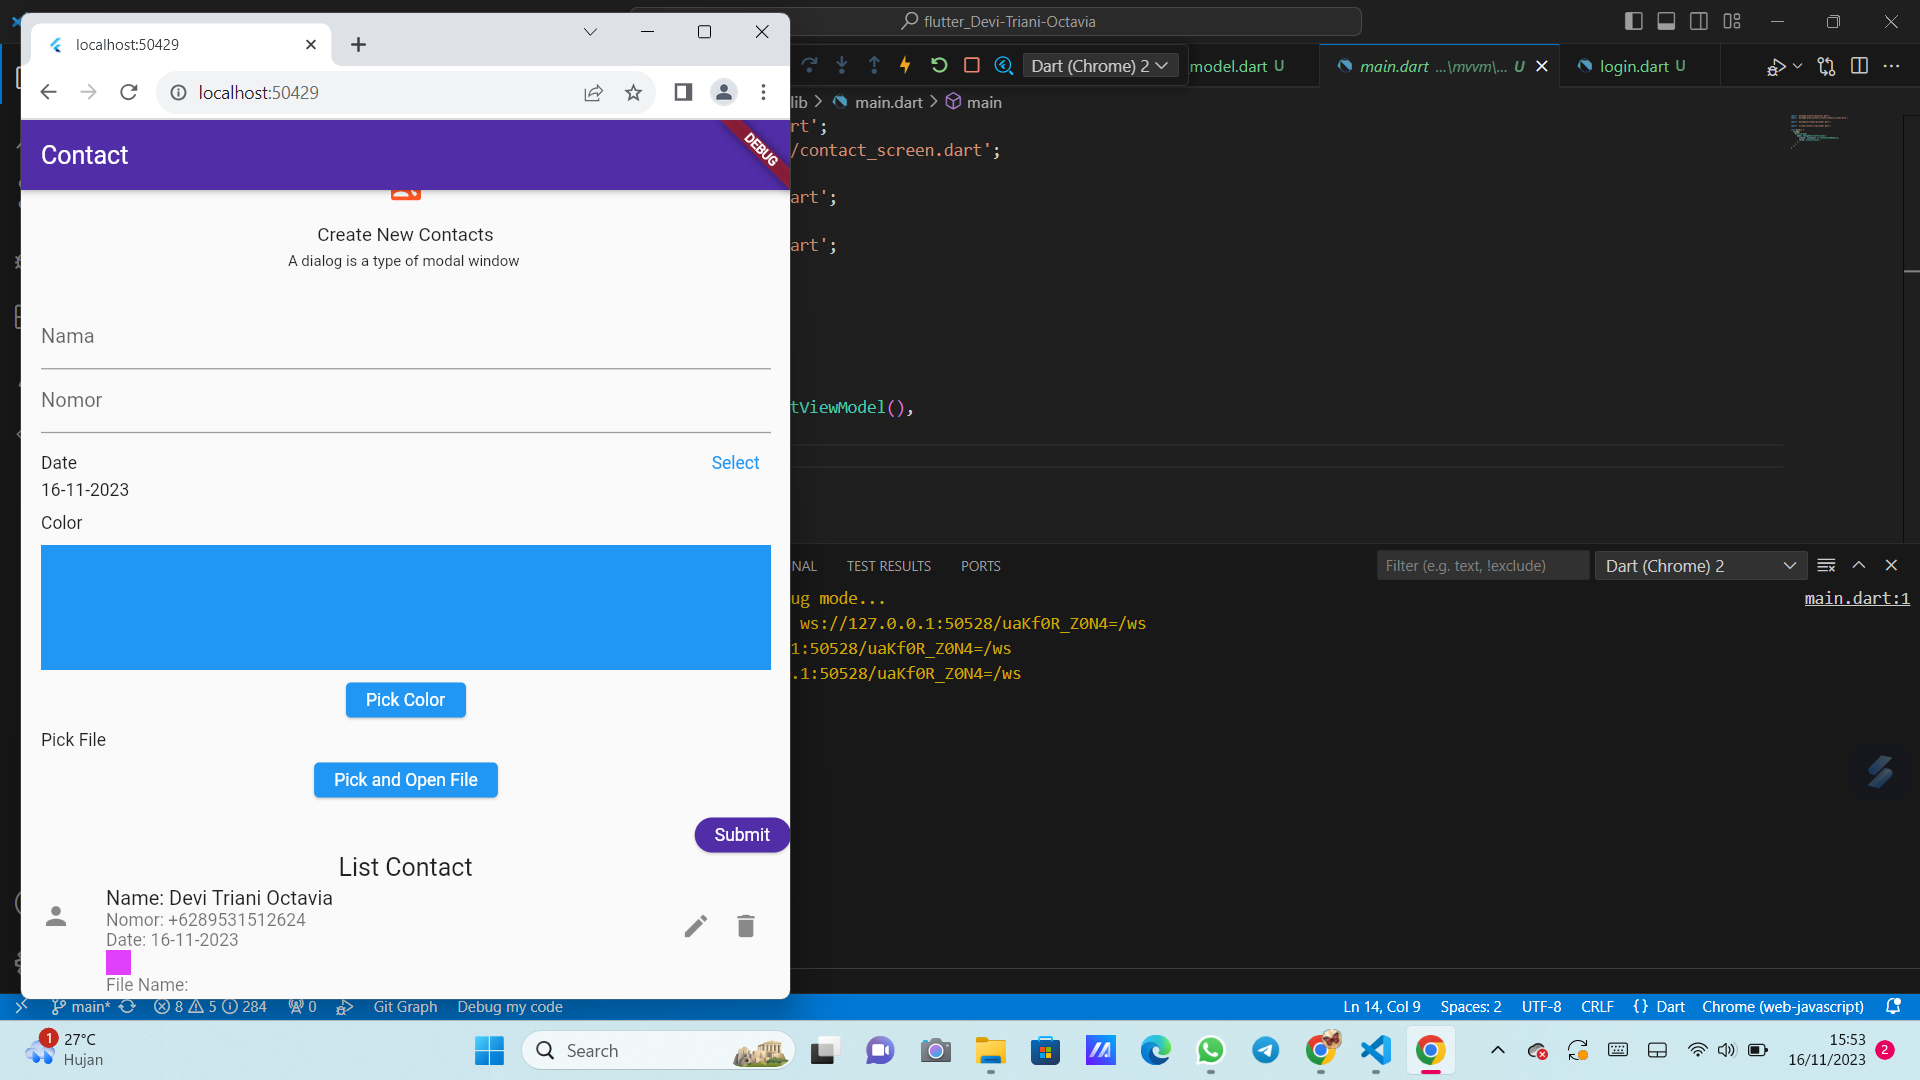 flutter_Devi-Triani-Octavia
localhost:50429
localhost:50429
Dart (Chrome) 2
model.dart U
main.dart ...\mvvm\... U
login.dart U
lib > main.dart > main
Contact
DEBUG
rt';
/contact_screen.dart';
art';
art';
tViewModel(),
Create New Contacts
A dialog is a type of modal window
Nama
Nomor
Date
Select
16-11-2023
Color
Pick Color
Pick File
Pick and Open File
Submit
List Contact
Name: Devi Triani Octavia
Nomor: +6289531512624
Date: 16-11-2023
File Name:
NAL TEST RESULTS PORTS
Filter (e.g. text, !exclude)
Dart (Chrome) 2
ug mode...
main.dart:1
ws://127.0.0.1:50528/uaKf0R_Z0N4=/ws
1:50528/uaKf0R_Z0N4=/ws
.1:50528/uaKf0R_Z0N4=/ws
main* 8 5 284 0 Git Graph Debug my code
Ln 14, Col 9 Spaces: 2 UTF-8 CRLF {} Dart Chrome (web-javascript)
1
27°C
Hujan
Search
15:53
16/11/2023
2